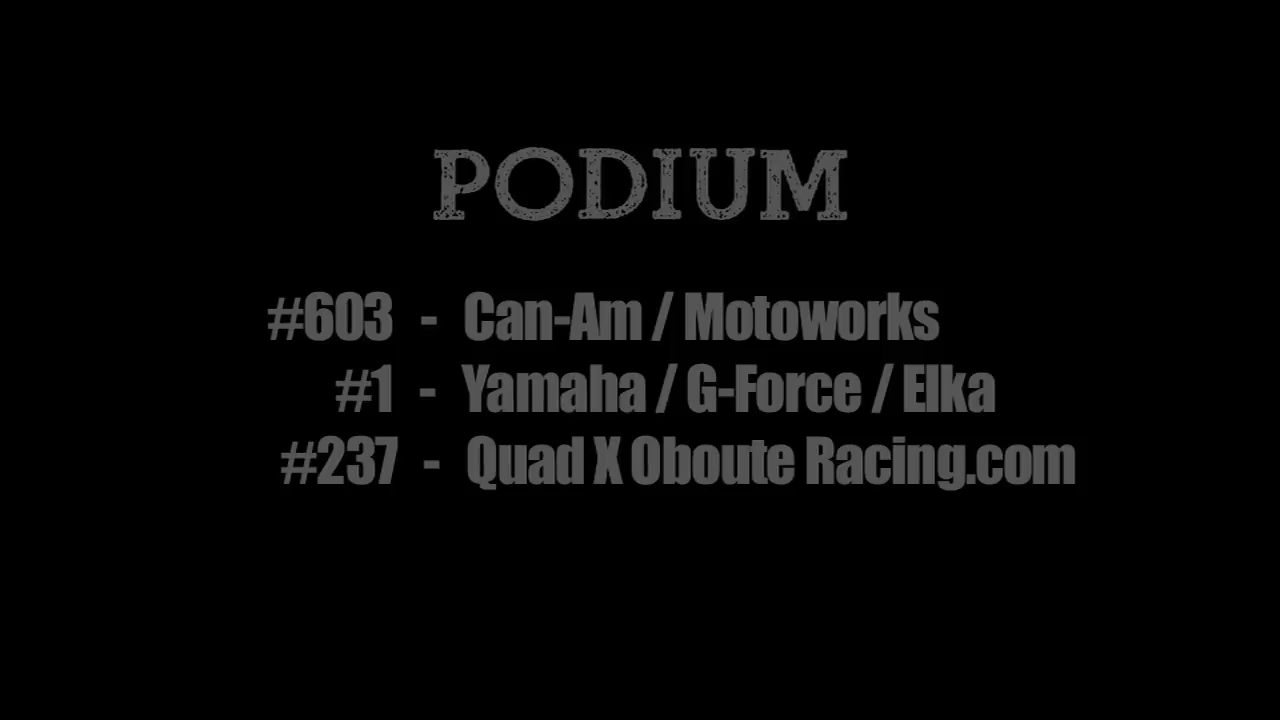 PODIUM
#603 - Can-Am / Motoworks
#1 - Yamaha / G-Force / Elka
#237 - Quad X Oboute Racing.com